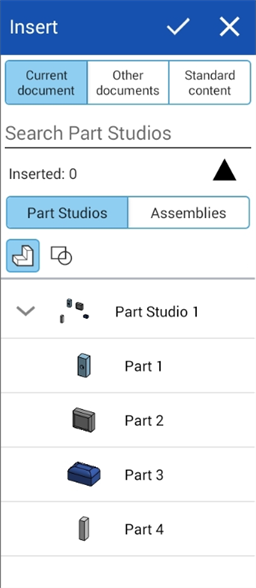 Insert
Current
document
Other
documents
Standard
content
Search Part Studios
Inserted: 0
Part Studios
Assemblies
Part Studio 1
Part 1
Part 2
Part 3
Part 4